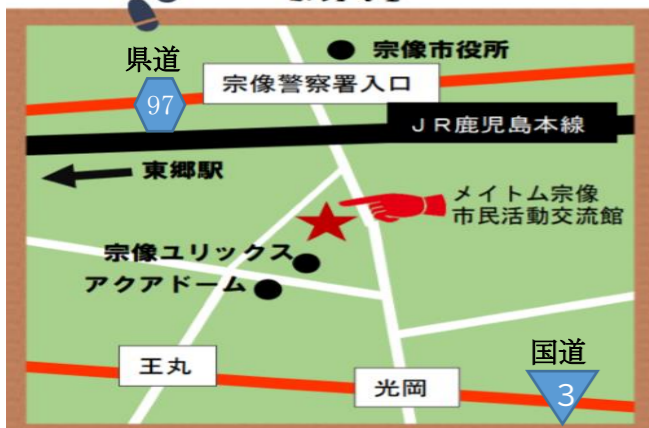 県道
97
宗像市役所
宗像警察署入口
JR鹿児島本線
東郷駅
メイトム宗像
市民活動交流館
宗像ユリックス
アクアドーム
王丸
光岡
国道
3